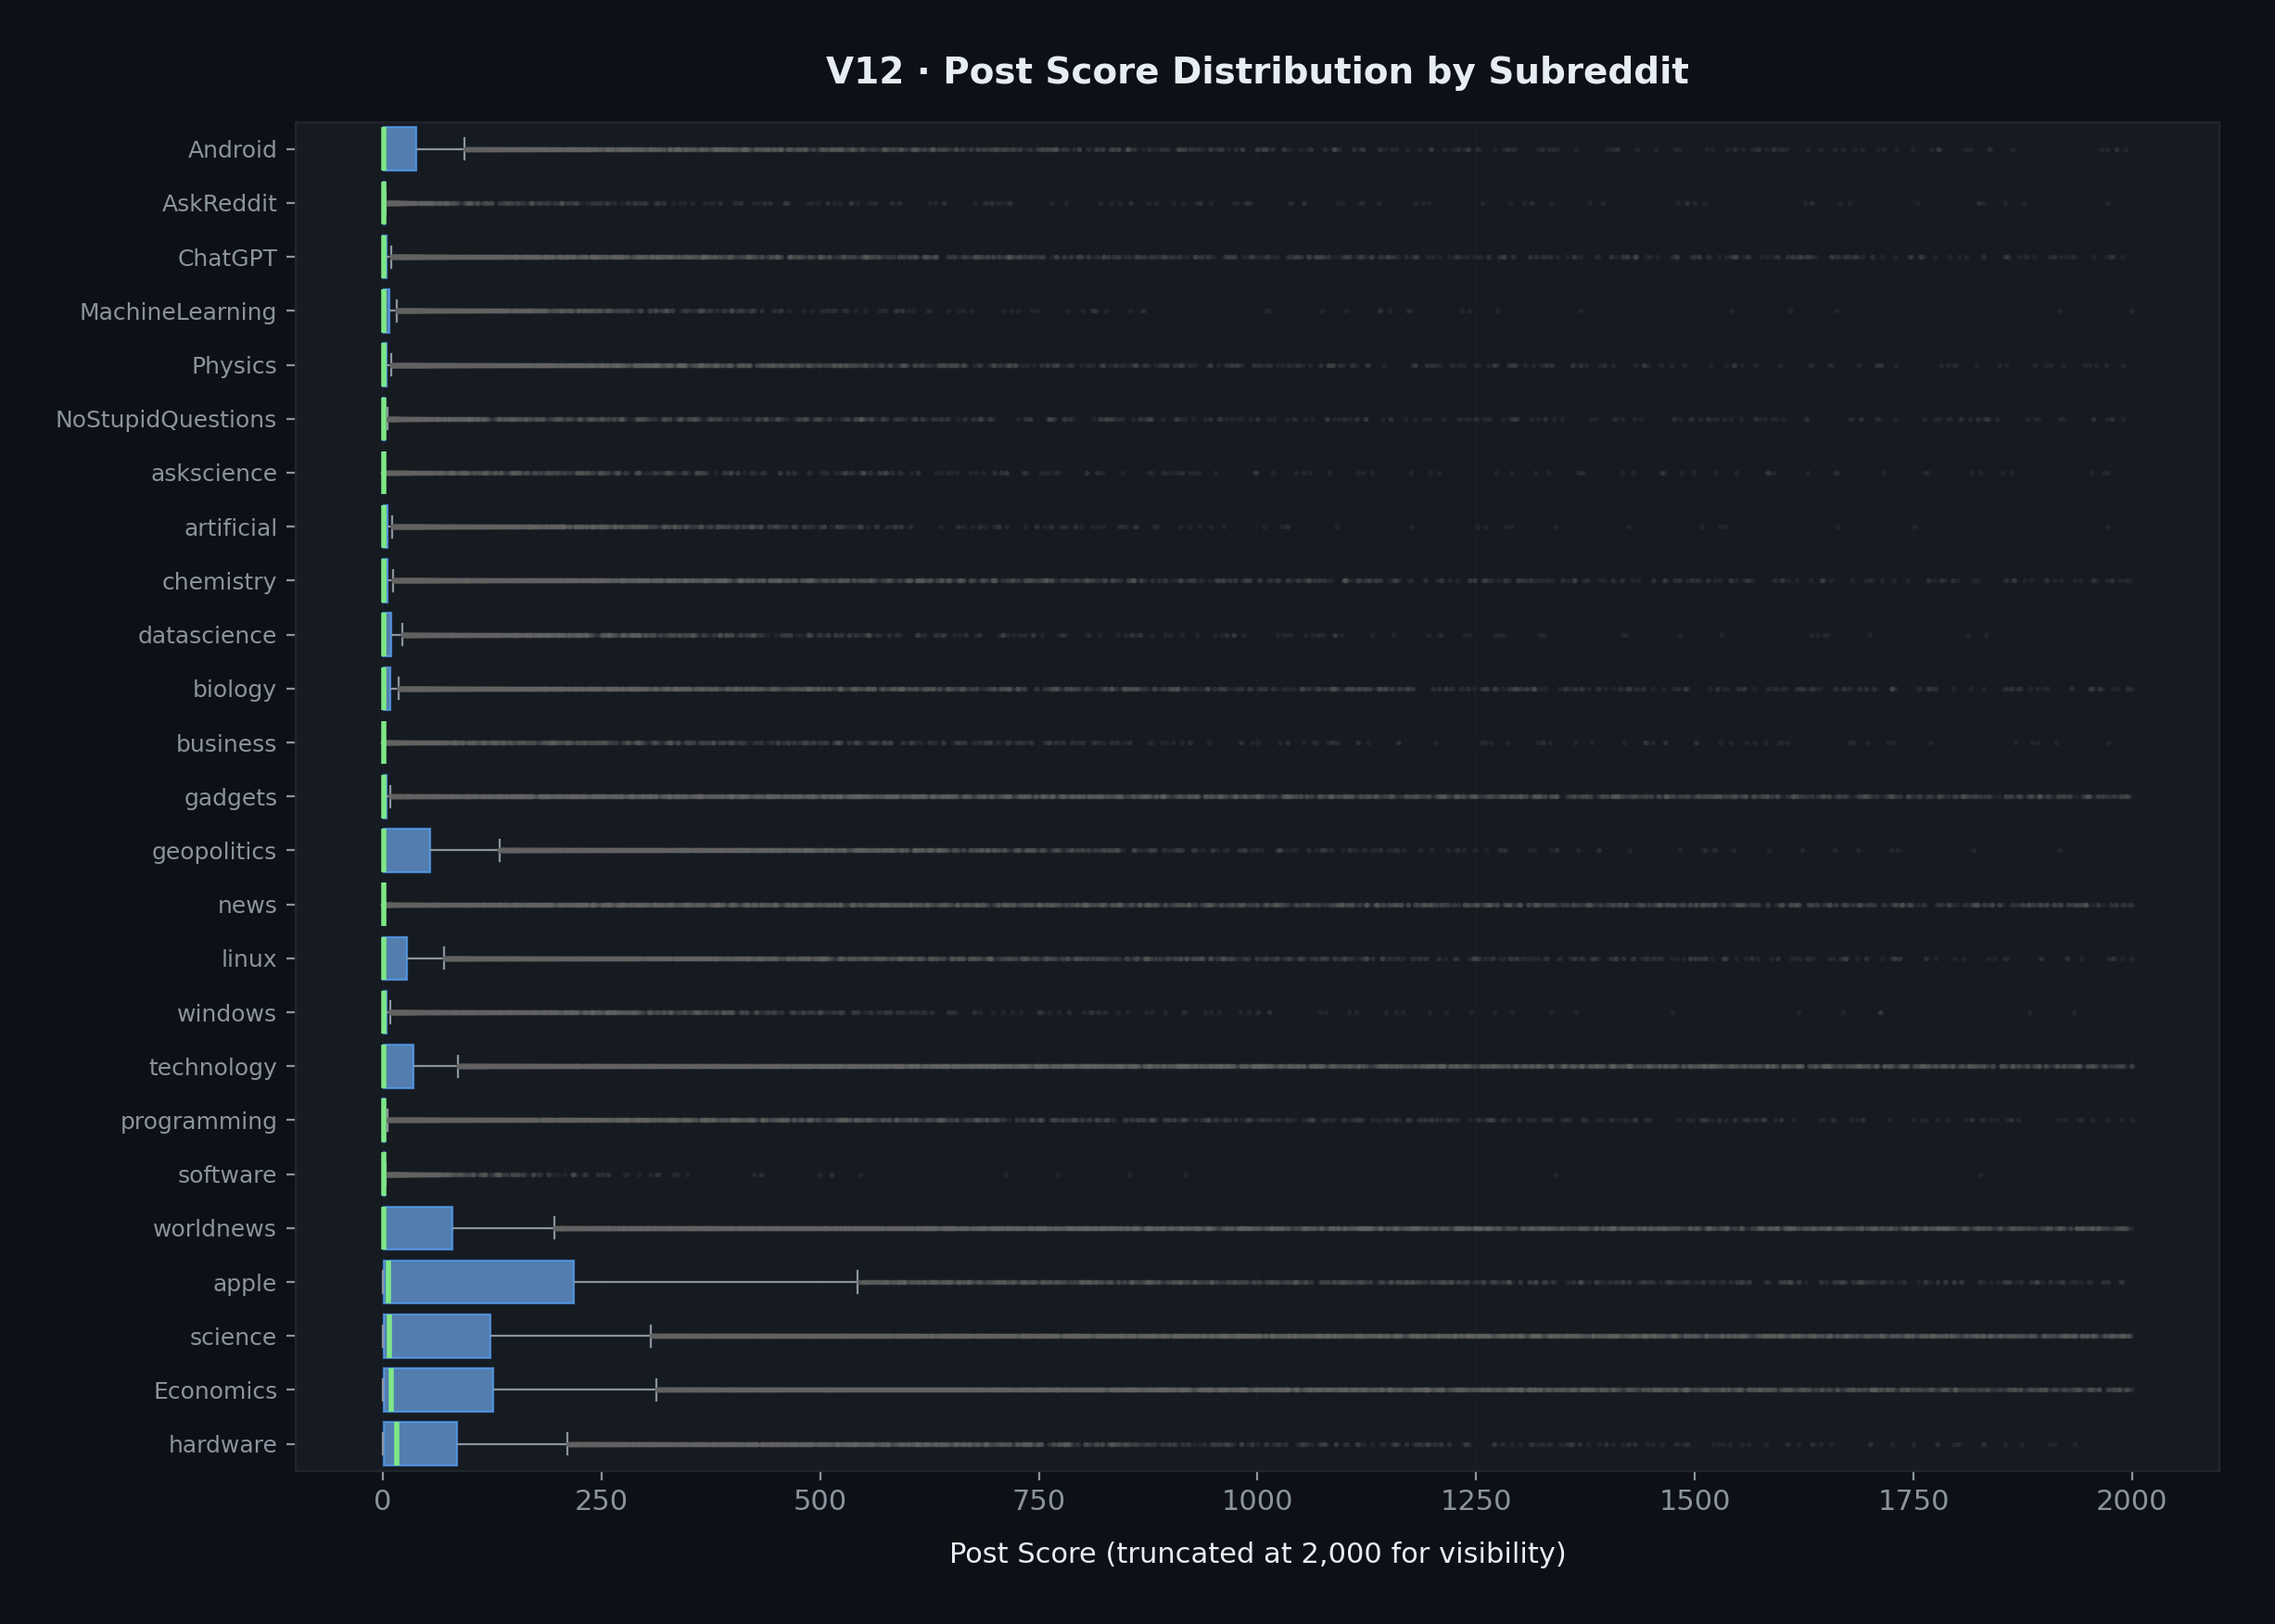 V12 · Post Score Distribution by Subreddit
Android
AskReddit
ChatGPT
MachineLearning
Physics
NoStupidQuestions
askscience
artificial
chemistry
datascience
biology
business
gadgets
geopolitics
news
linux
windows
technology
programming
software
worldnews
apple
science
Economics
hardware
0 250 500 750 1000 1250 1500 1750 2000
Post Score (truncated at 2,000 for visibility)